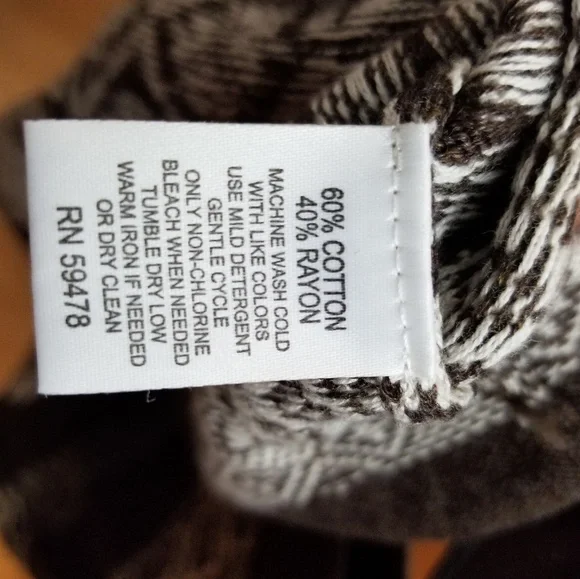 60% COTTON
40% RAYON
MACHINE WASH COLD
WITH LIKE COLORS
USE MILD DETERGENT
GENTLE CYCLE
ONLY NON-CHLORINE
BLEACH WHEN NEEDED
TUMBLE DRY LOW
WARM IRON IF NEEDED
OR DRY CLEAN
RN 59478